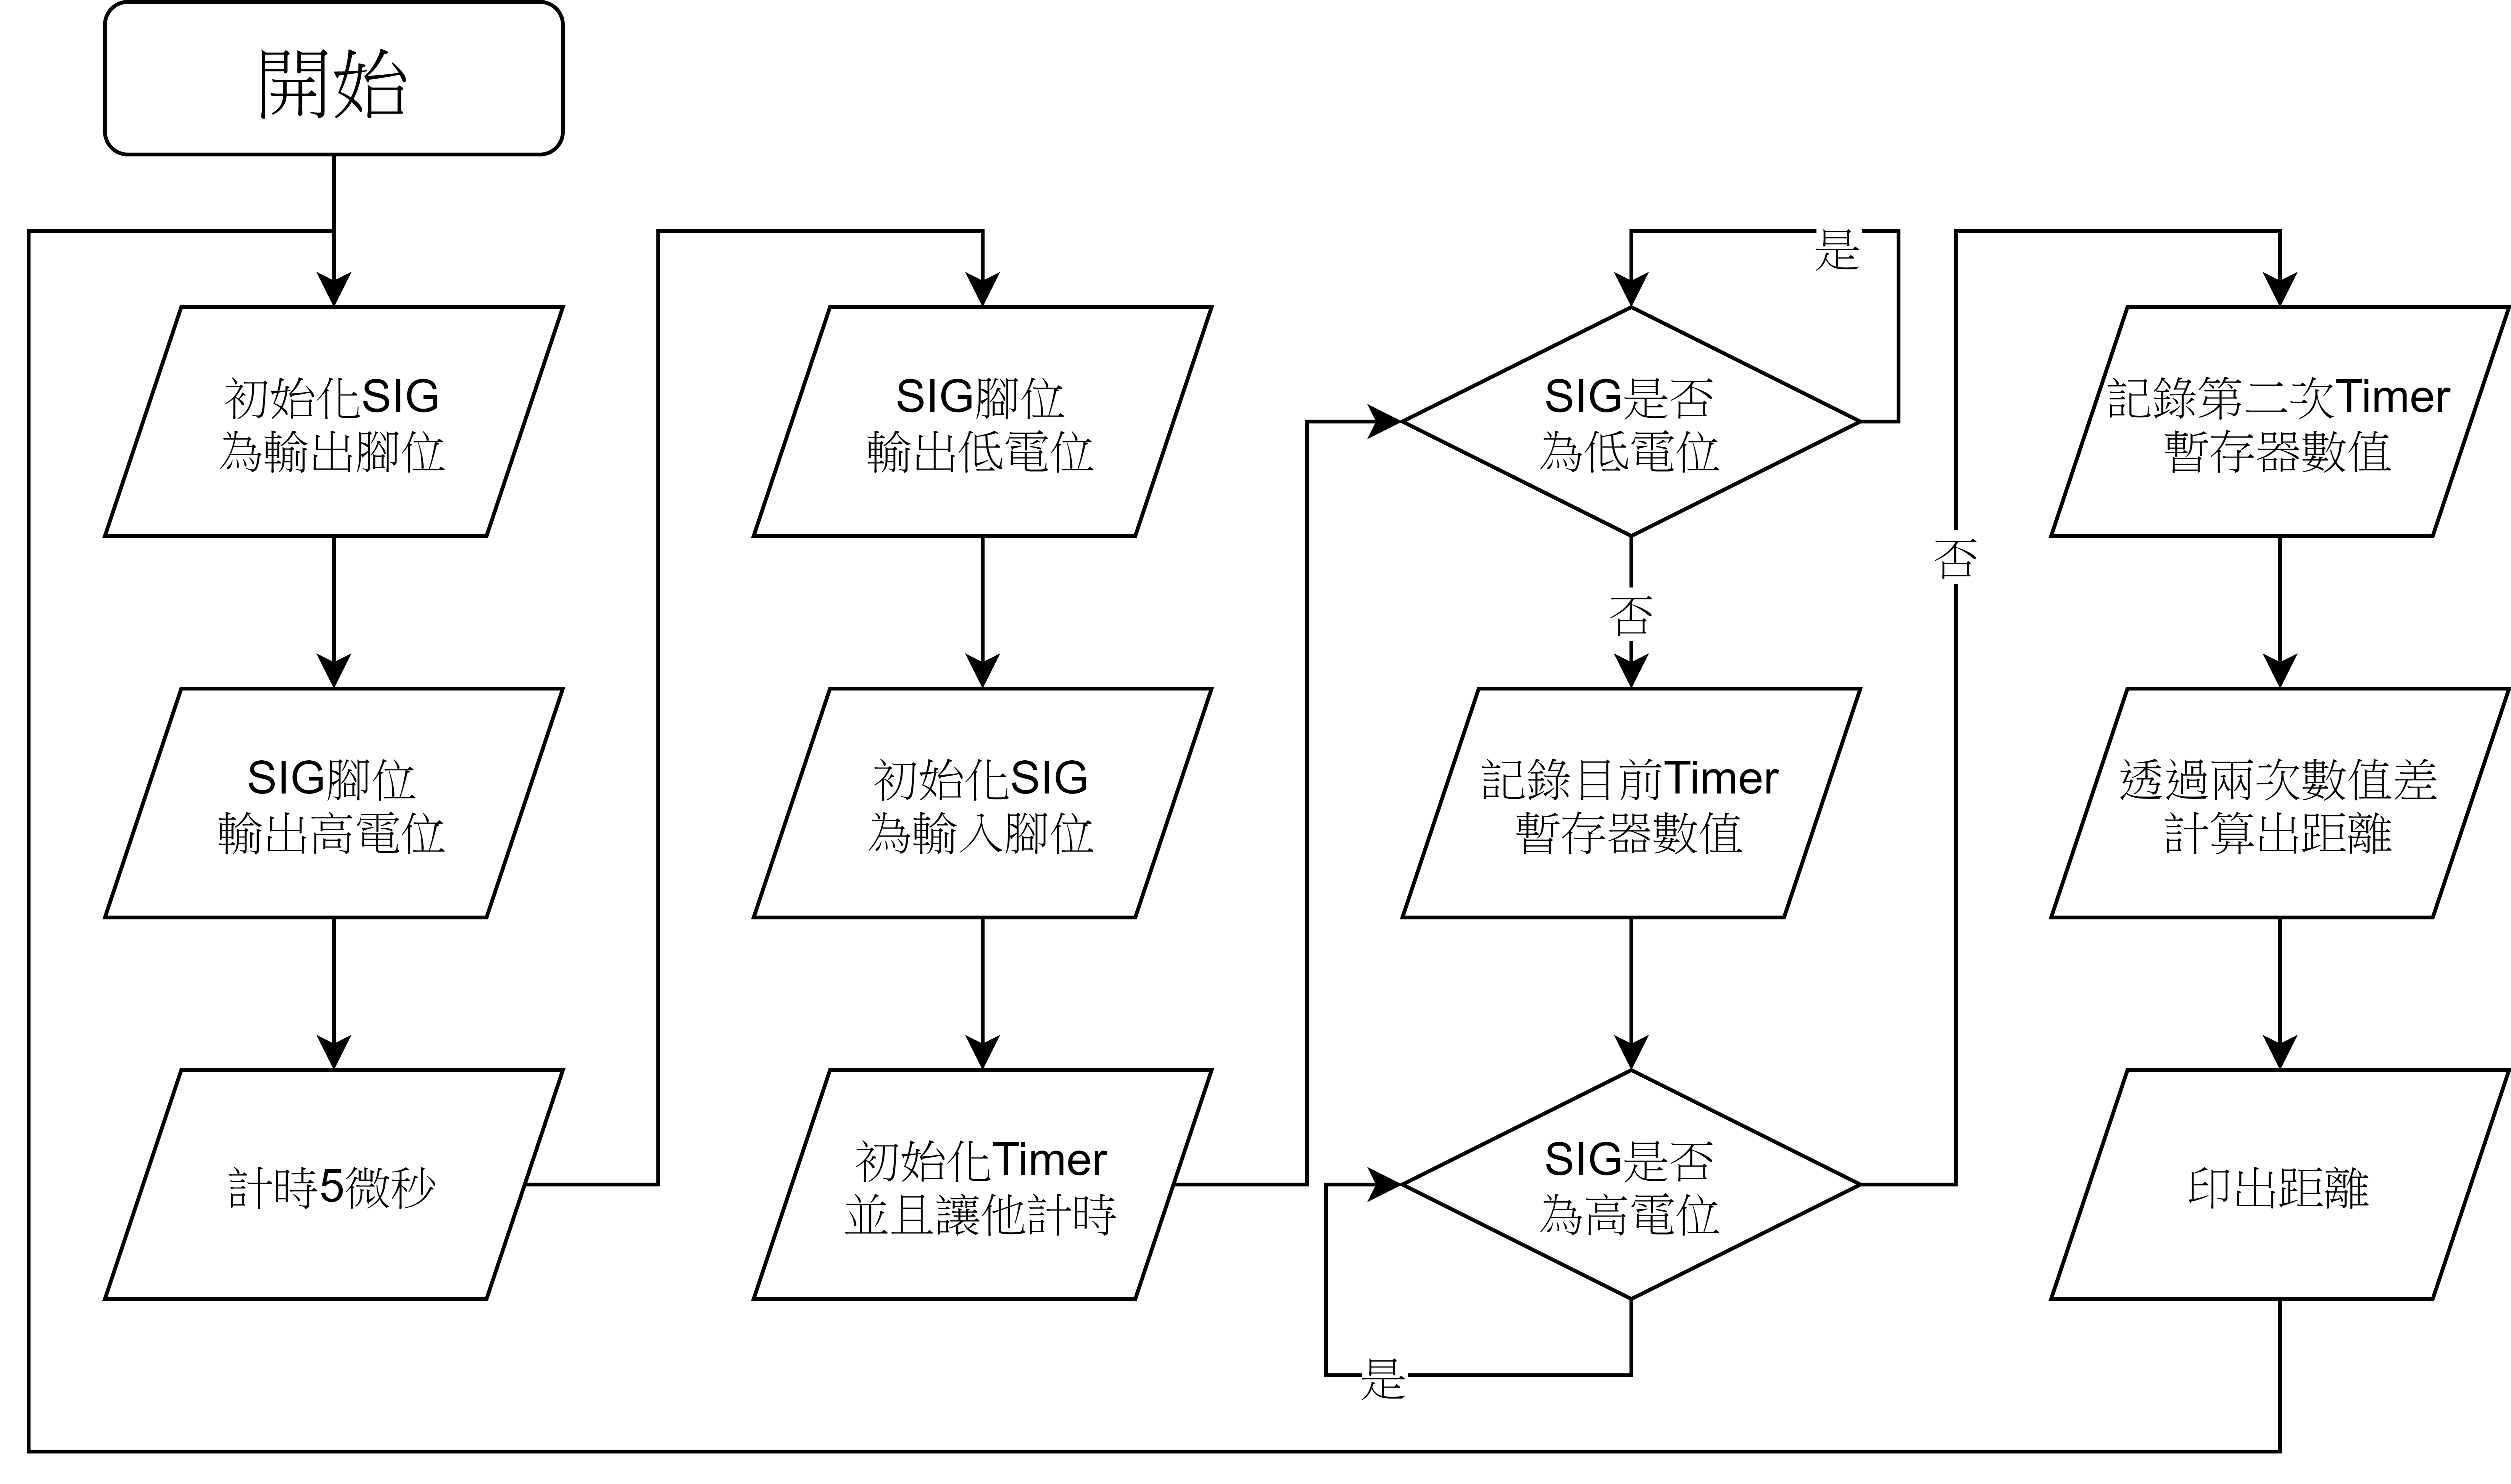 開始
初始化SIG
為輸出腳位
SIG腳位
輸出高電位
計時5微秒
SIG腳位
輸出低電位
初始化SIG
為輸入腳位
初始化Timer
並且讓他計時
是
SIG是否
為低電位
否
記錄目前Timer
暫存器數值
SIG是否
為高電位
是
否
記錄第二次Timer
暫存器數值
透過兩次數值差
計算出距離
印出距離